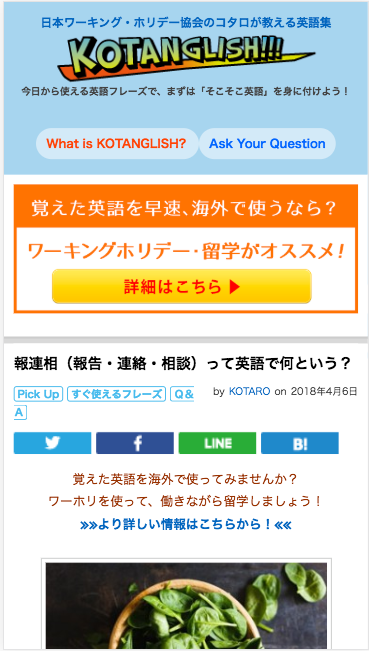 日本ワーキング・ホリデー協会のコタロが教える英語集
KOTANGLISH!!!
今日から使える英語フレーズで、まずは「そこそこ英語」を身に付けよう！
What is KOTANGLISH?
Ask Your Question
覚えた英語を早速、海外で使うなら？
ワーキングホリデー・留学がオススメ！
詳細はこちら ▶
報連相（報告・連絡・相談）って英語で何という？
Pick Up すぐ使えるフレーズ Q&
A
by KOTARO on 2018年4月6日
LINE
B!
覚えた英語を海外で使ってみませんか？
ワーホリを使って、働きながら留学しましょう！
»»より詳しい情報はこちらから！««